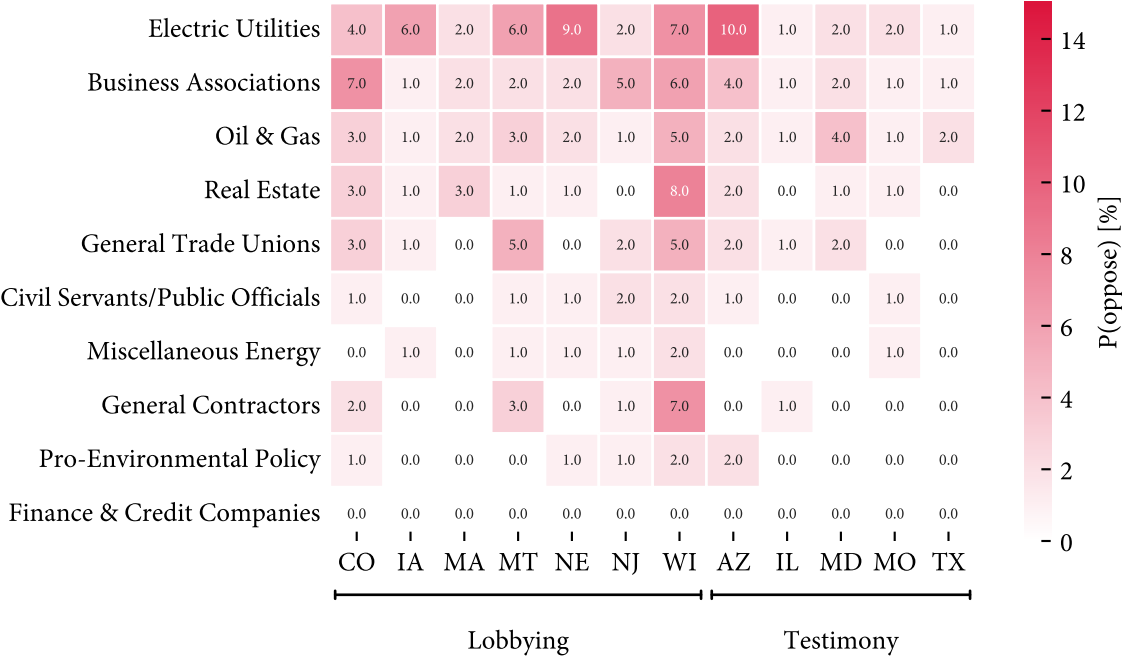 Electric Utilities 4.0 6.0 2.0 6.0 9.0 2.0 7.0 10.0 1.0 2.0 2.0 1.0
Business Associations 7.0 1.0 2.0 2.0 2.0 5.0 6.0 4.0 1.0 2.0 1.0 1.0
Oil & Gas 3.0 1.0 2.0 3.0 2.0 1.0 5.0 2.0 1.0 4.0 1.0 2.0
Real Estate 3.0 1.0 3.0 1.0 1.0 0.0 8.0 2.0 0.0 1.0 1.0 0.0
General Trade Unions 3.0 1.0 0.0 5.0 0.0 2.0 5.0 2.0 1.0 2.0 0.0 0.0
Civil Servants/Public Officials 1.0 0.0 0.0 1.0 1.0 2.0 2.0 1.0 0.0 0.0 1.0 0.0
Miscellaneous Energy 0.0 1.0 0.0 1.0 1.0 1.0 2.0 0.0 0.0 0.0 1.0 0.0
General Contractors 2.0 0.0 0.0 3.0 0.0 1.0 7.0 0.0 1.0 0.0 0.0 0.0
Pro-Environmental Policy 1.0 0.0 0.0 0.0 1.0 1.0 2.0 2.0 0.0 0.0 0.0 0.0
Finance & Credit Companies 0.0 0.0 0.0 0.0 0.0 0.0 0.0 0.0 0.0 0.0 0.0 0.0
CO IA MA MT NE NJ WI AZ IL MD MO TX
Lobbying Testimony
14
12
10
8
6
4
2
0
P(oppose) [%]